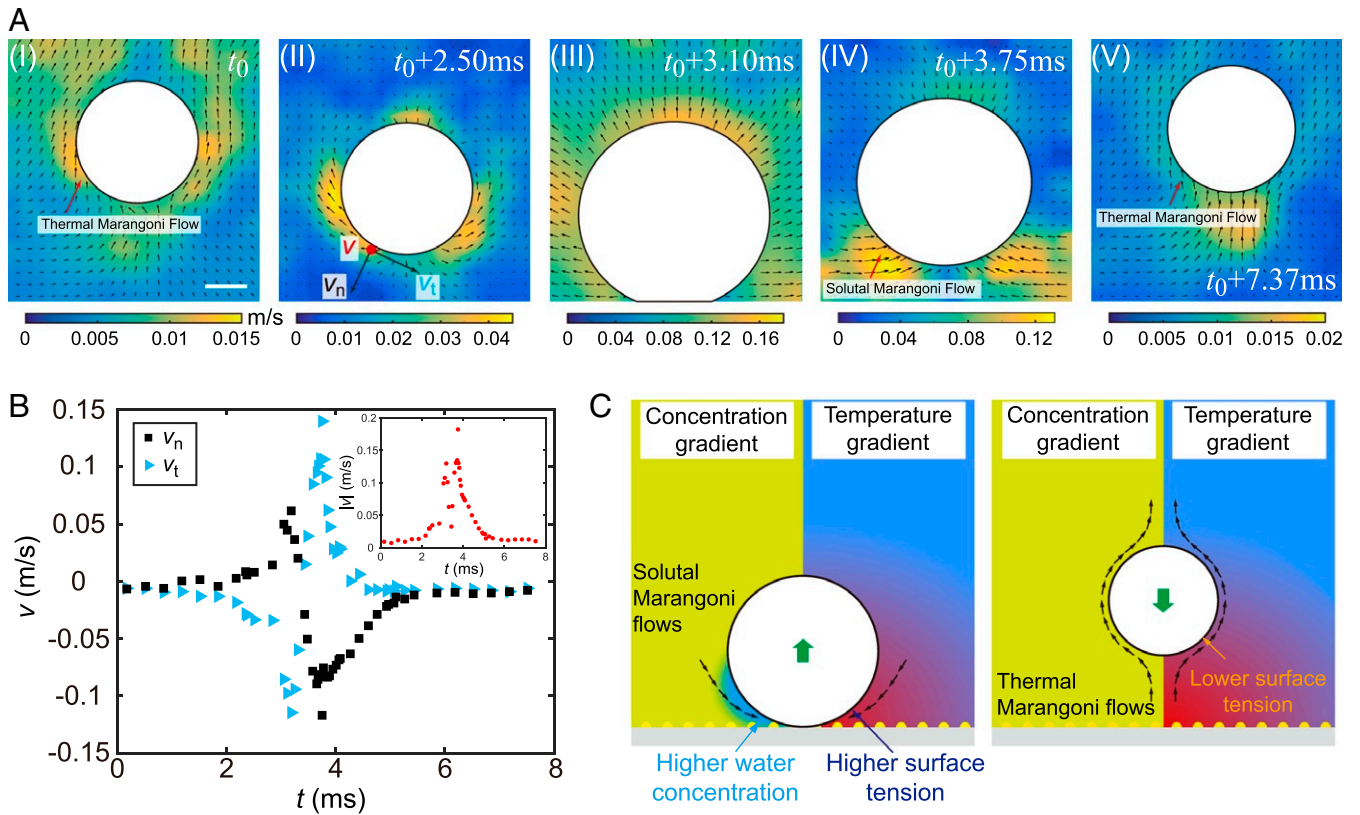 A
(I)
t0
Thermal Marangoni Flow
(II)
t0+2.50ms
v
vn
vt
(III)
t0+3.10ms
(IV)
t0+3.75ms
Solutal Marangoni Flow
(V)
Thermal Marangoni Flow
t0+7.37ms
m/s
0 0.005 0.010 0.015
0 0.01 0.02 0.03 0.04
0 0.04 0.08 0.12 0.16
0 0.04 0.08 0.12
0 0.005 0.01 0.015 0.02
B
0.15
0.1
0.05
0
-0.05
-0.1
-0.15
v (m/s)
0 2 4 6 8
t (ms)
vn
vt
0.2
0.15
0.1
0.05
0
|v| (m/s)
0 2 4 6 8
t (ms)
C
Concentration
gradient
Temperature
gradient
Solutal
Marangoni
flows
Higher water
concentration
Higher surface
tension
Concentration
gradient
Temperature
gradient
Thermal
Marangoni flows
Lower surface
tension